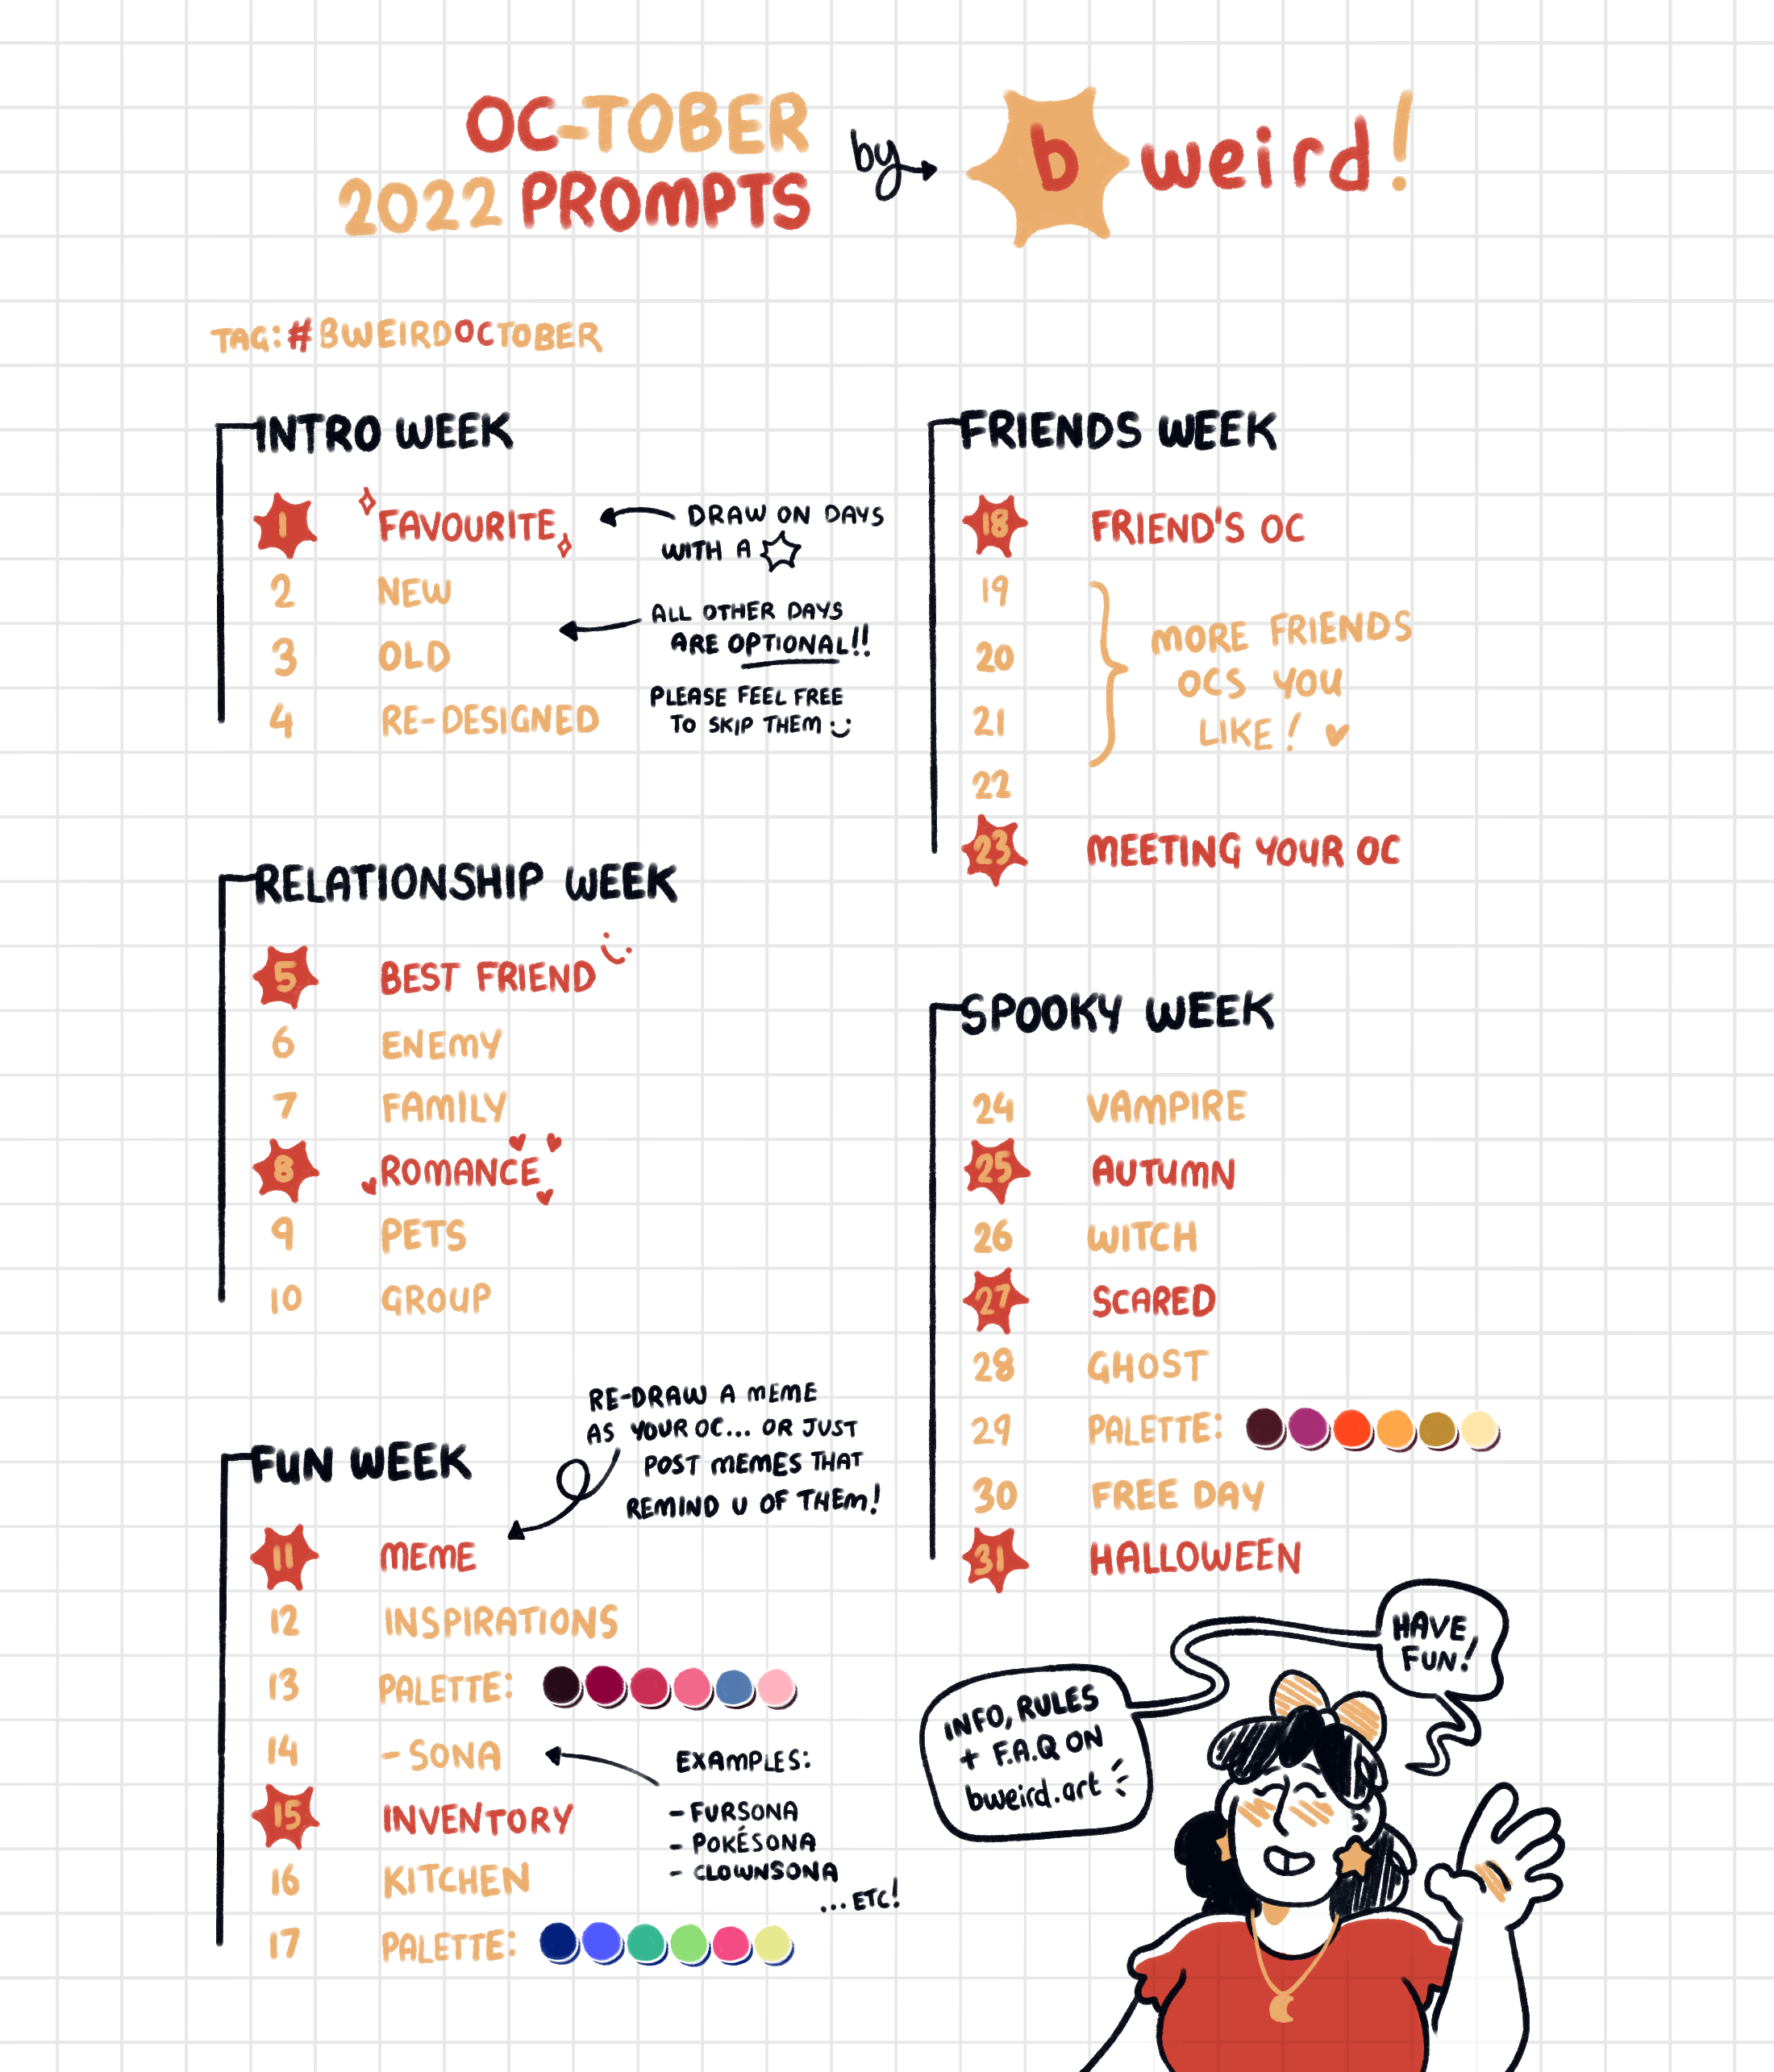 OC-TOBER
2022 PROMPTS
by
b weird!
TAG: #BWEIRDOCTOBER
INTRO WEEK
1 FAVOURITE
DRAW ON DAYS
WITH A
2 NEW
3 OLD
4 RE-DESIGNED
ALL OTHER DAYS
ARE OPTIONAL!!
PLEASE FEEL FREE
TO SKIP THEM :)
RELATIONSHIP WEEK
5 BEST FRIEND :)
6 ENEMY
7 FAMILY
8 ROMANCE
9 PETS
10 GROUP
FUN WEEK
RE-DRAW A MEME
AS YOUR OC... OR JUST
POST MEMES THAT
REMIND U OF THEM!
11 MEME
12 INSPIRATIONS
13 PALETTE:
14 -SONA
15 INVENTORY
16 KITCHEN
17 PALETTE:
EXAMPLES:
- FURSONA
- POKÉSONA
- CLOWNSONA
...ETC!
FRIENDS WEEK
18 FRIEND'S OC
19
20
21
22
MORE FRIENDS
OCS YOU
LIKE! ♥
23 MEETING YOUR OC
SPOOKY WEEK
24 VAMPIRE
25 AUTUMN
26 WITCH
27 SCARED
28 GHOST
29 PALETTE:
30 FREE DAY
31 HALLOWEEN
HAVE
FUN!
INFO, RULES
+ F.A.Q ON
bweird.art